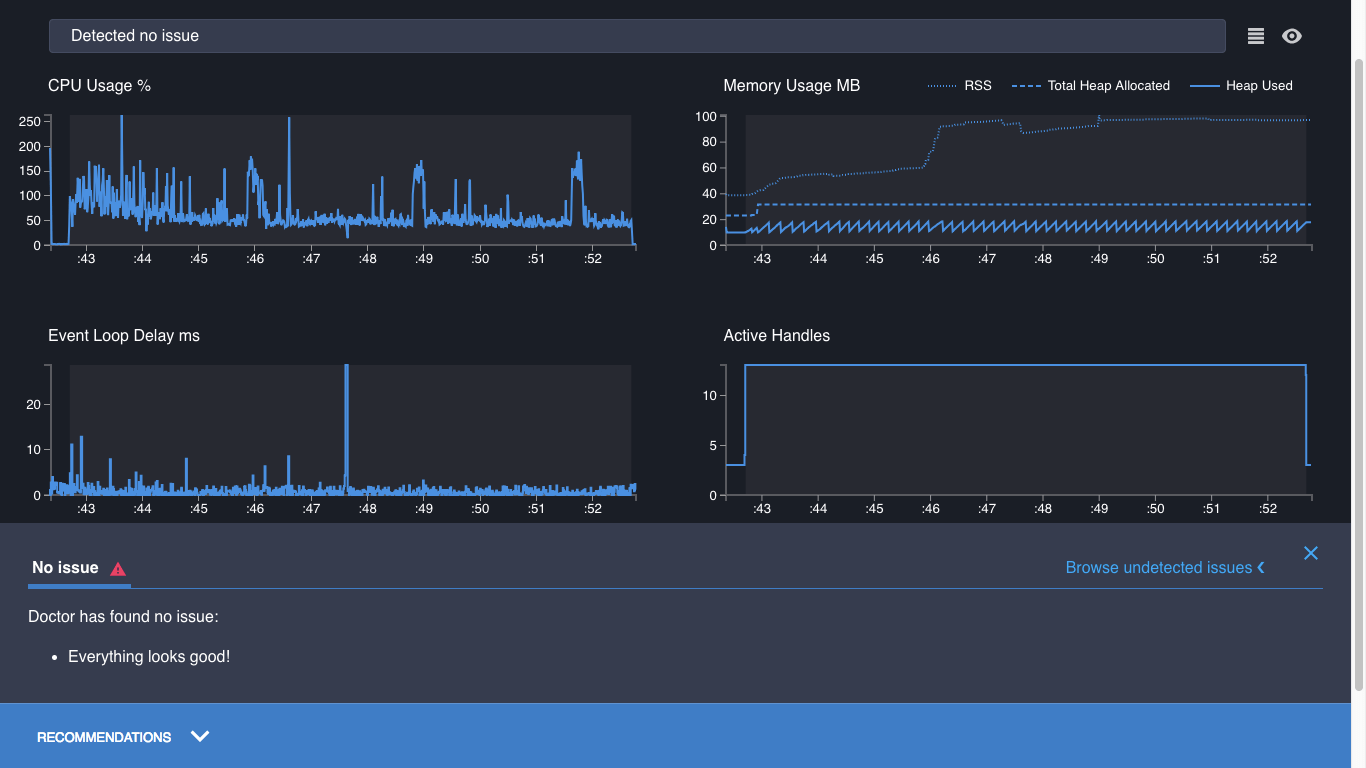 Detected no issue
CPU Usage %
250
200
150
100
50
0
:43 :44 :45 :46 :47 :48 :49 :50 :51 :52
Memory Usage MB
RSS Total Heap Allocated Heap Used
100
80
60
40
20
0
:43 :44 :45 :46 :47 :48 :49 :50 :51 :52
Event Loop Delay ms
20
10
0
:43 :44 :45 :46 :47 :48 :49 :50 :51 :52
Active Handles
10
5
0
:43 :44 :45 :46 :47 :48 :49 :50 :51 :52
No issue
Browse undetected issues
Doctor has found no issue:
• Everything looks good!
RECOMMENDATIONS